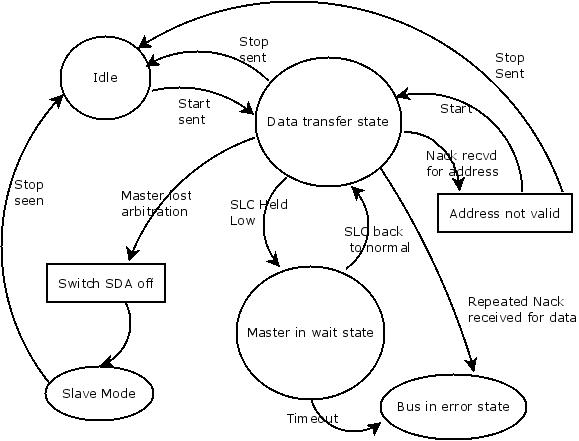 Stop
sent
Stop
Sent
Idle
Start
sent
Data transfer state
Start
Nack recvd
for address
Stop
seen
Master lost
arbitration
SLC Held
Low
Address not valid
SLC back
to normal
Switch SDA off
Repeated Nack
received for data
Master in wait state
Slave Mode
Timeout
Bus in error state